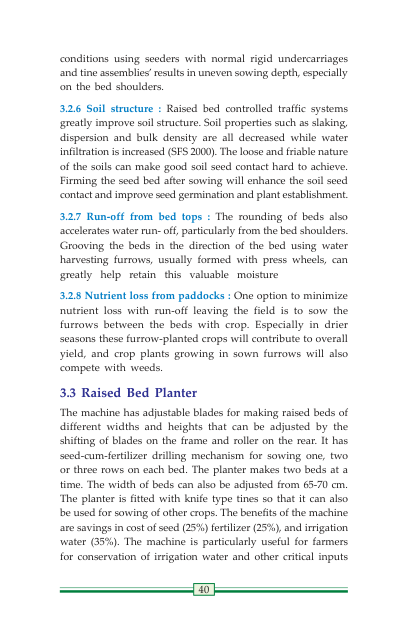 conditions using seeders with normal rigid undercarriages
and tine assemblies’ results in uneven sowing depth, especially
on the bed shoulders.
3.2.6 Soil structure : Raised bed controlled traffic systems
greatly improve soil structure. Soil properties such as slaking,
dispersion and bulk density are all decreased while water
infiltration is increased (SFS 2000). The loose and friable nature
of the soils can make good soil seed contact hard to achieve.
Firming the seed bed after sowing will enhance the soil seed
contact and improve seed germination and plant establishment.
3.2.7 Run-off from bed tops : The rounding of beds also
accelerates water run- off, particularly from the bed shoulders.
Grooving the beds in the direction of the bed using water
harvesting furrows, usually formed with press wheels, can
greatly help retain this valuable moisture
3.2.8 Nutrient loss from paddocks : One option to minimize
nutrient loss with run-off leaving the field is to sow the
furrows between the beds with crop. Especially in drier
seasons these furrow-planted crops will contribute to overall
yield, and crop plants growing in sown furrows will also
compete with weeds.
3.3 Raised Bed Planter
The machine has adjustable blades for making raised beds of
different widths and heights that can be adjusted by the
shifting of blades on the frame and roller on the rear. It has
seed-cum-fertilizer drilling mechanism for sowing one, two
or three rows on each bed. The planter makes two beds at a
time. The width of beds can also be adjusted from 65-70 cm.
The planter is fitted with knife type tines so that it can also
be used for sowing of other crops. The benefits of the machine
are savings in cost of seed (25%) fertilizer (25%), and irrigation
water (35%). The machine is particularly useful for farmers
for conservation of irrigation water and other critical inputs
40